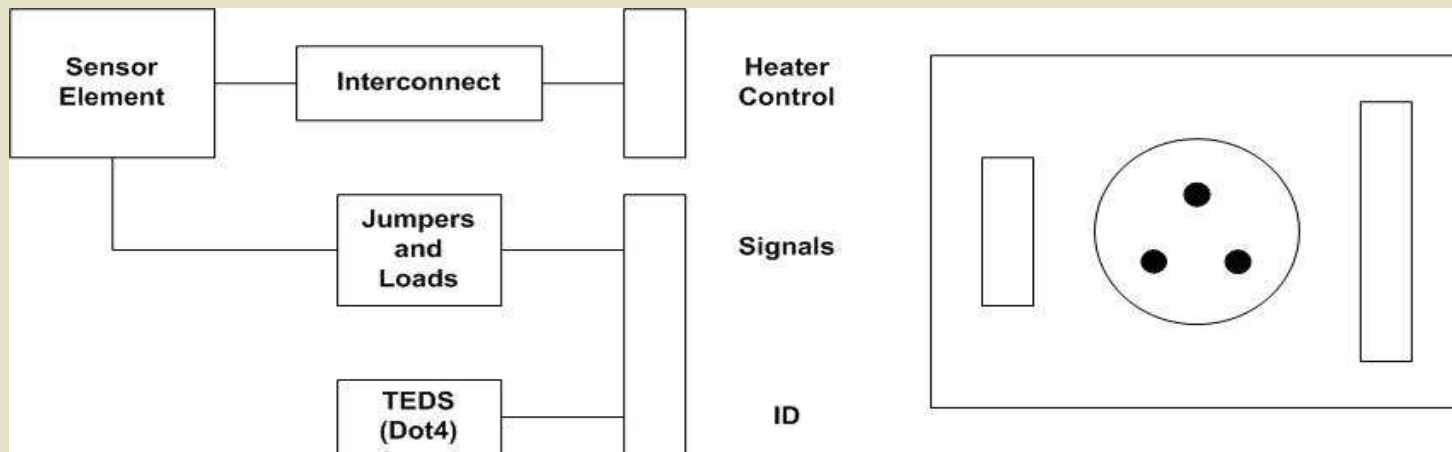 Sensor
Element
Interconnect
Heater
Control
Jumpers
and
Loads
Signals
TEDS
(Dot4)
ID